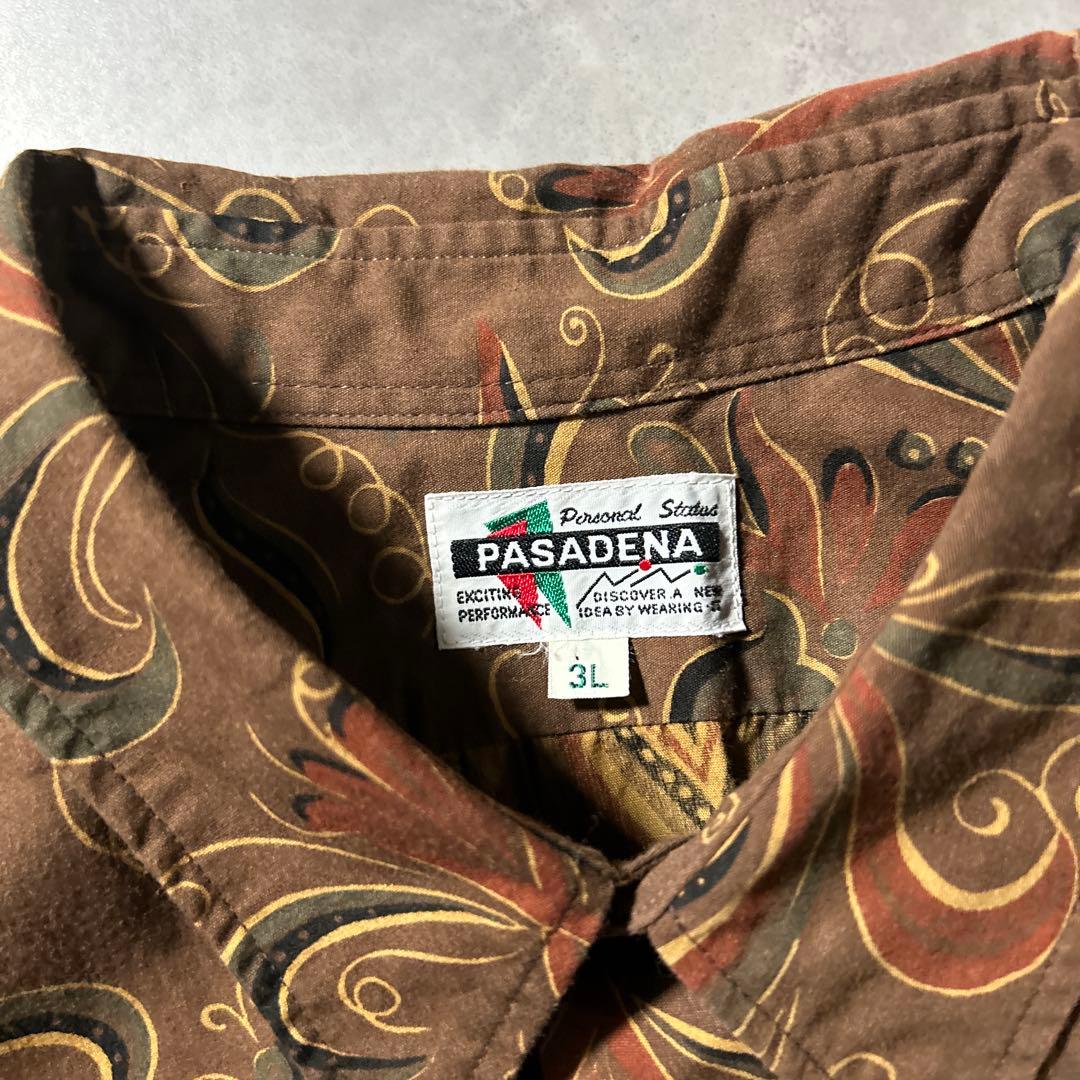 Personal Status
PASADENA
EXCITING
PERFORMANCE
DISCOVER A NEW
IDEA BY WEARING
3L